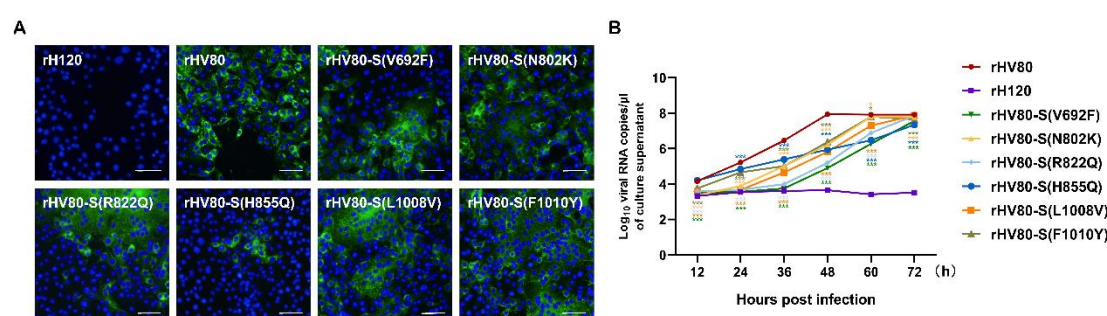 A
B
rH120
rHV80
rHV80-S(V692F)
rHV80-S(N802K)
rHV80-S(R822Q)
rHV80-S(H855Q)
rHV80-S(L1008V)
rHV80-S(F1010Y)
Log10 viral RNA copies/µl
of culture supernatant
10
8
6
4
2
0
12 24 36 48 60 72 (h)
Hours post infection
rHV80
rH120
rHV80-S(V692F)
rHV80-S(N802K)
rHV80-S(R822Q)
rHV80-S(H855Q)
rHV80-S(L1008V)
rHV80-S(F1010Y)